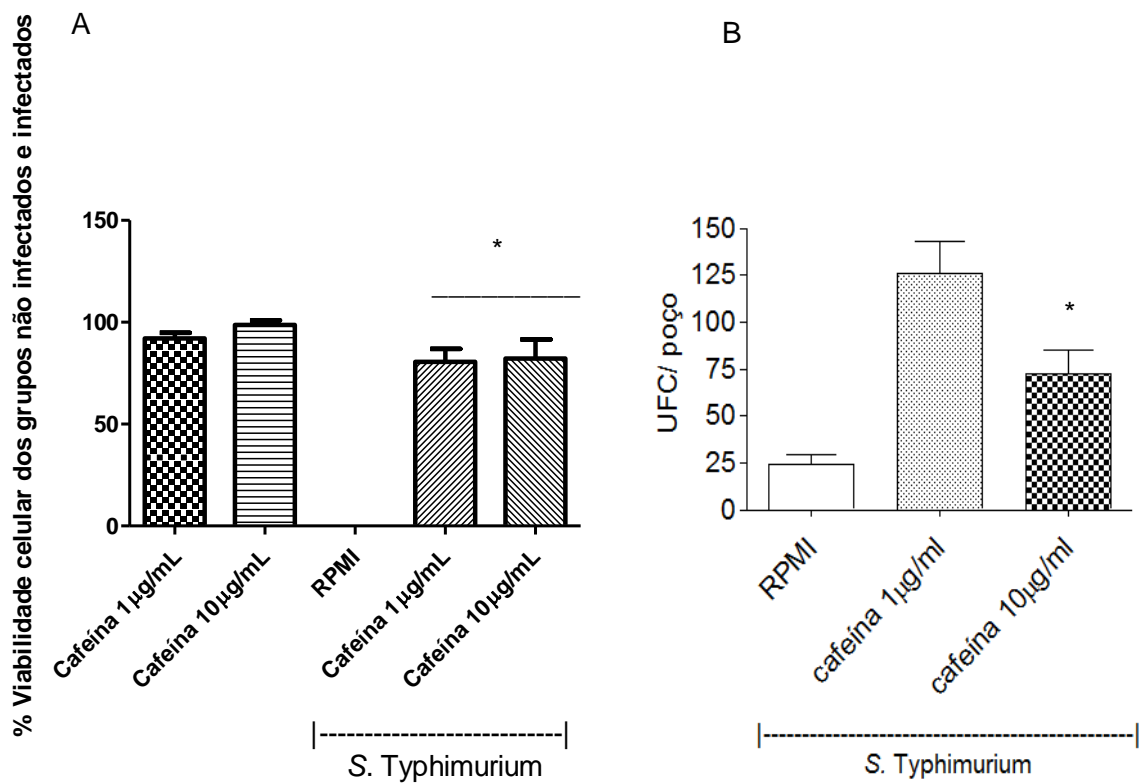 A
% Viabilidade celular dos grupos não infectados e infectados
150
100
50
0
*
Cafeína 1µg/mL
Cafeína 10µg/mL
RPMI
Cafeína 1µg/mL
Cafeína 10µg/mL
|-------------------------|
S. Typhimurium
B
UFC/ poço
150
125
100
75
50
25
0
*
RPMI
cafeína 1µg/ml
cafeína 10µg/ml
|-------------------------------------|
S. Typhimurium